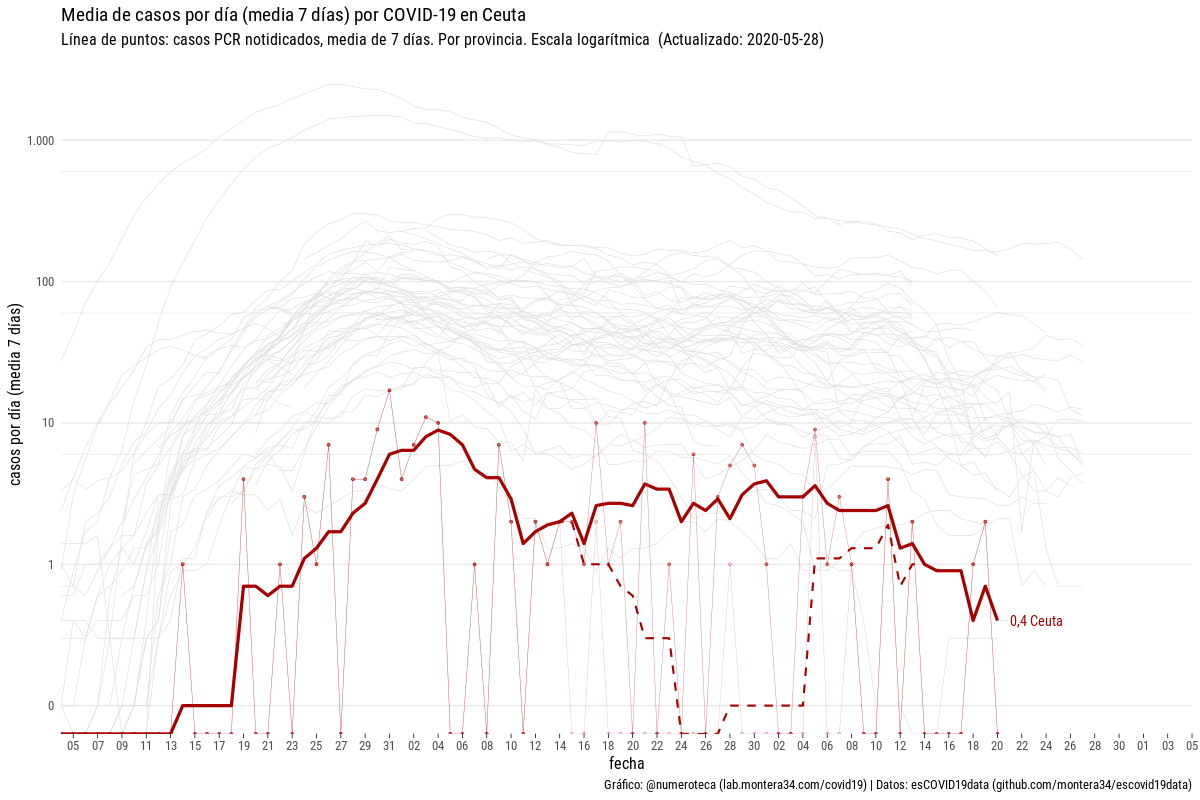 Media de casos por día (media 7 días) por COVID-19 en Ceuta
Línea de puntos: casos PCR notidicados, media de 7 días. Por provincia. Escala logarítmica (Actualizado: 2020-05-28)
casos por día (media 7 días)
1.000
100
10
1
0
0,4 Ceuta
05 07 09 11 13 15 17 19 21 23 25 27 29 31 02 04 06 08 10 12 14 16 18 20 22 24 26 28 30 02 04 06 08 10 12 14 16 18 20 22 24 26 28 30 01 03 05
fecha
Gráfico: @numeroteca (lab.montera34.com/covid19) | Datos: esCOVID19data (github.com/montera34/escovid19data)